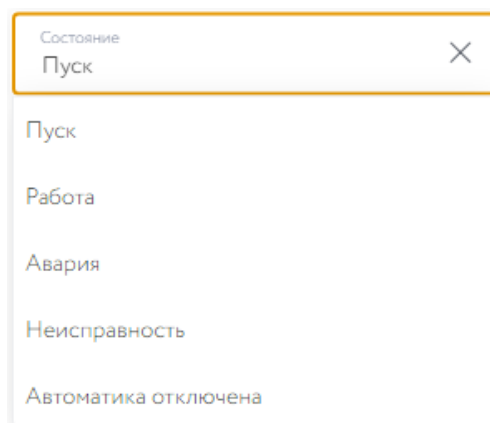 Состояние
Пуск
Пуск
Работа
Авария
Неисправность
Автоматика отключена